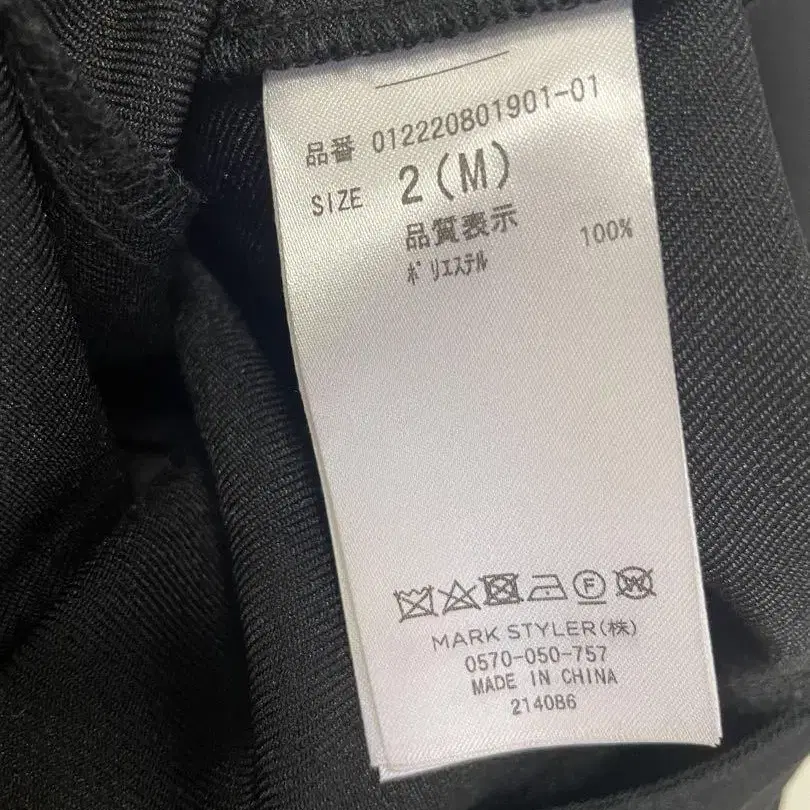 品番 012220801901-01
SIZE 2(M)
品質表示
ポリエステル 100%
F
W
MARK STYLER(株)
0570-050-757
MADE IN CHINA
214086